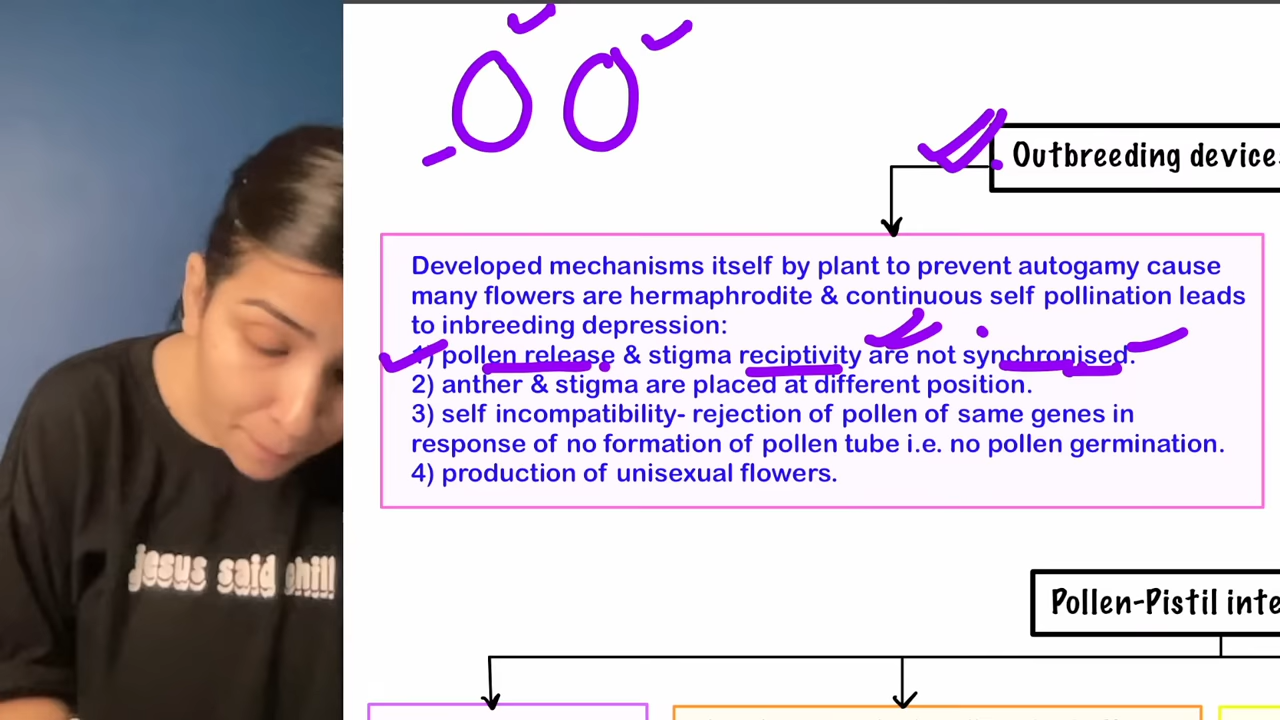 Outbreeding device
Developed mechanisms itself by plant to prevent autogamy cause
many flowers are hermaphrodite & continuous self pollination leads
to inbreeding depression:
1) pollen release & stigma reciptivity are not synchronised.
2) anther & stigma are placed at different position.
3) self incompatibility- rejection of pollen of same genes in
response of no formation of pollen tube i.e. no pollen germination.
4) production of unisexual flowers.
jesus said chill
Pollen-Pistil inte